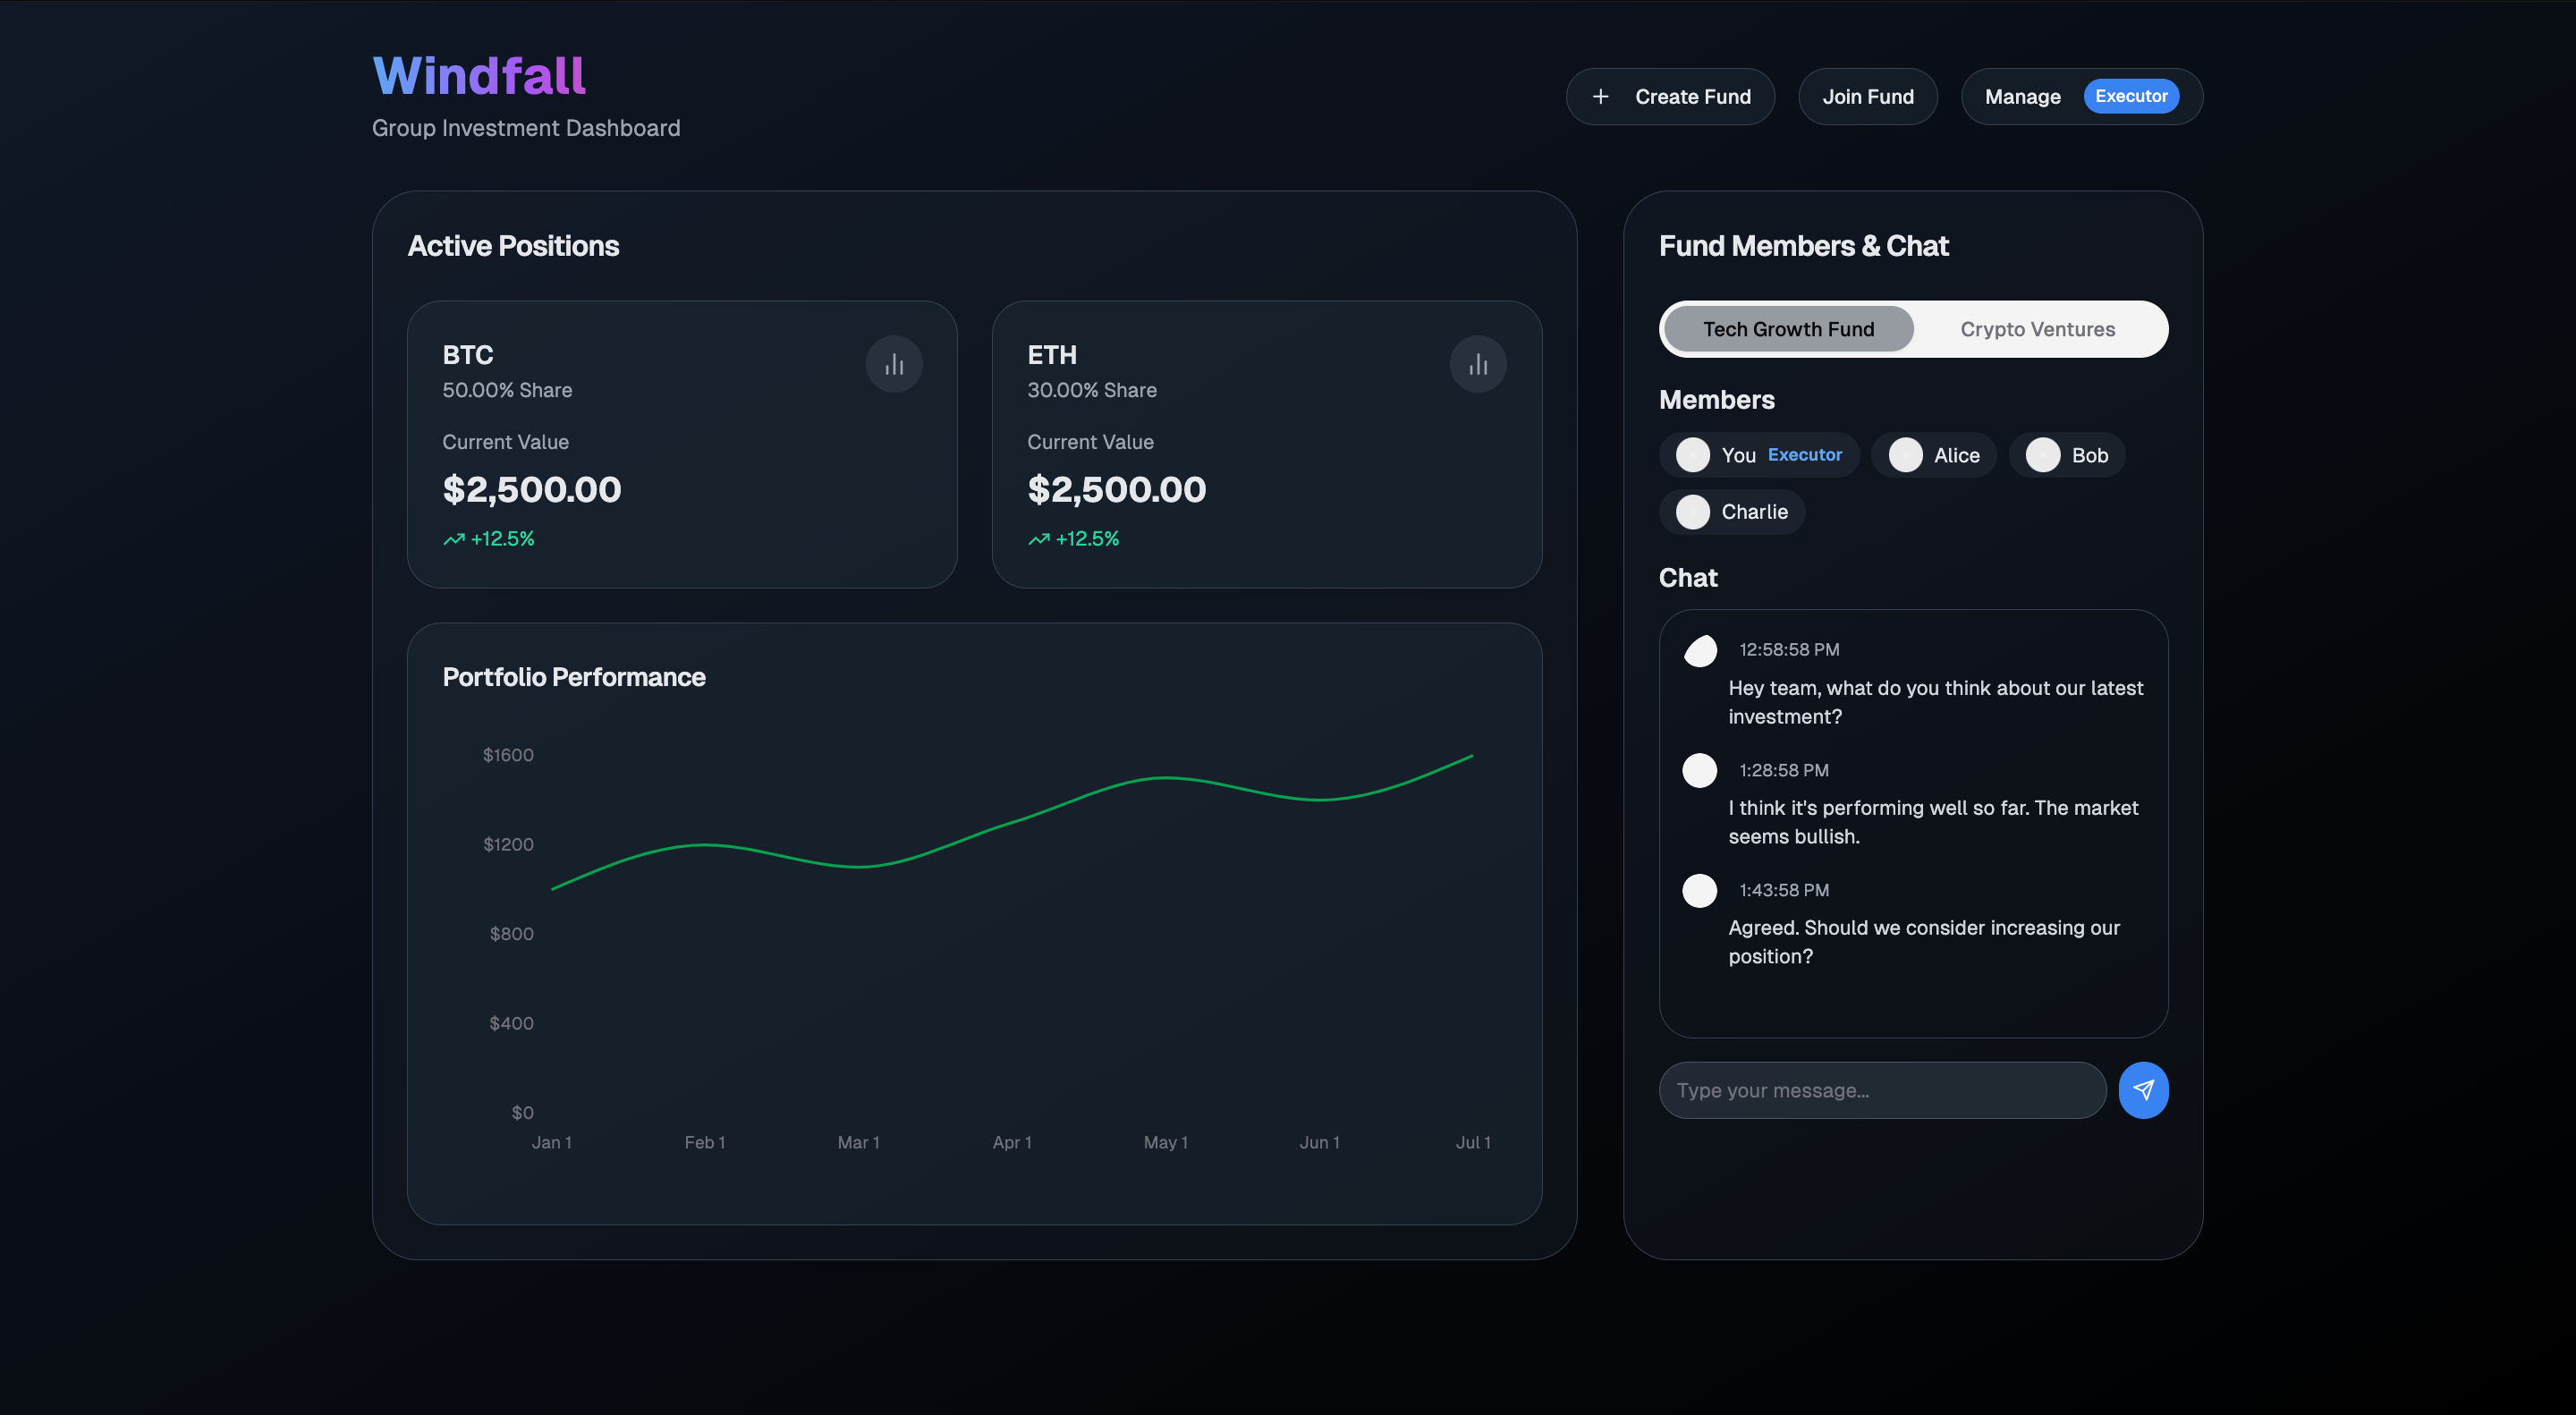 Windfall
Group Investment Dashboard
Create Fund
Join Fund
Manage Executor
Active Positions
BTC
50.00% Share
Current Value
$2,500.00
+12.5%
ETH
30.00% Share
Current Value
$2,500.00
+12.5%
Portfolio Performance
$1600
$1200
$800
$400
$0
Jan 1 Feb 1 Mar 1 Apr 1 May 1 Jun 1 Jul 1
Fund Members & Chat
Tech Growth Fund Crypto Ventures
Members
You Executor Alice Bob
Charlie
Chat
12:58:58 PM
Hey team, what do you think about our latest
investment?
1:28:58 PM
I think it's performing well so far. The market
seems bullish.
1:43:58 PM
Agreed. Should we consider increasing our
position?
Type your message...